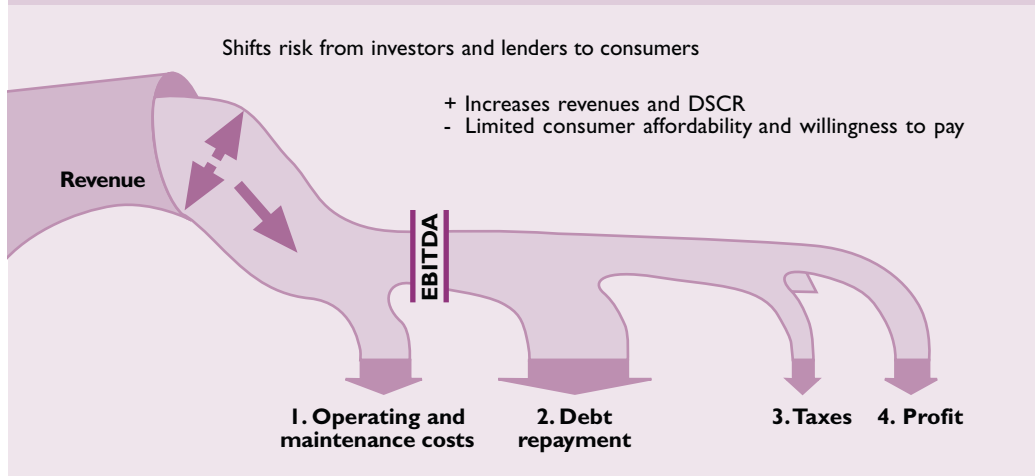 Shifts risk from investors and lenders to consumers
+ Increases revenues and DSCR
- Limited consumer affordability and willingness to pay
Revenue
EBITDA
1. Operating and
maintenance costs
2. Debt
repayment
3. Taxes
4. Profit